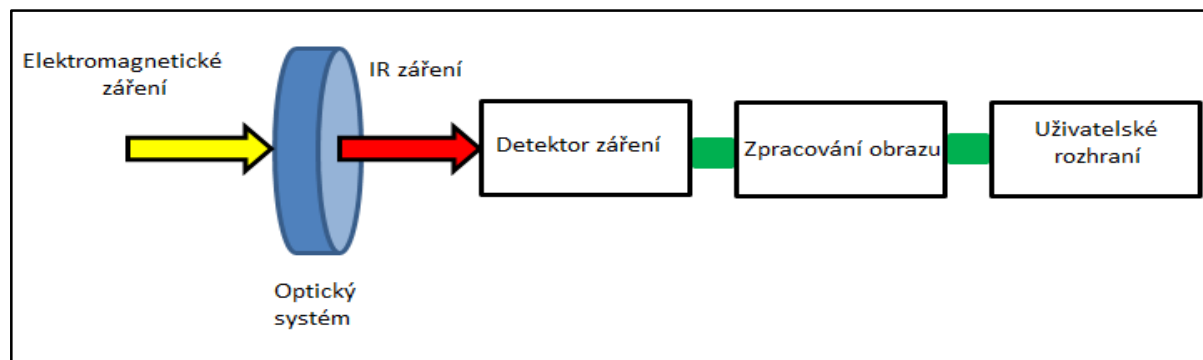 Elektromagnetické
záření
IR záření
Optický
systém
Detektor záření
Zpracování obrazu
Uživatelské
rozhraní